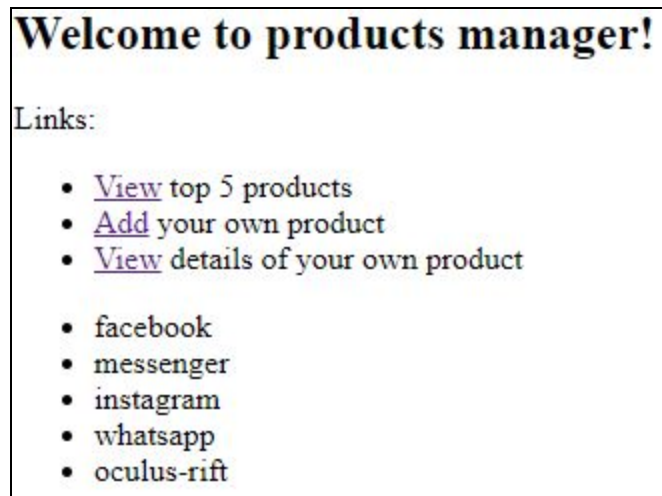 Welcome to products manager!
Links:
View top 5 products
Add your own product
View details of your own product
facebook
messenger
instagram
whatsapp
oculus-rift